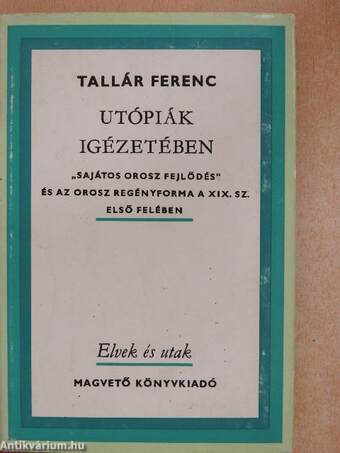 TALLÁR FERENC
UTÓPIÁK
IGÉZETÉBEN
„SAJÁTOS OROSZ FEJLŐDÉS"
ÉS AZ OROSZ REGÉNYFORMA A XIX. SZ.
ELSŐ FELÉBEN
Elvek és utak
MAGVETŐ KÖNYVKIADÓ
Antikvárium.hu